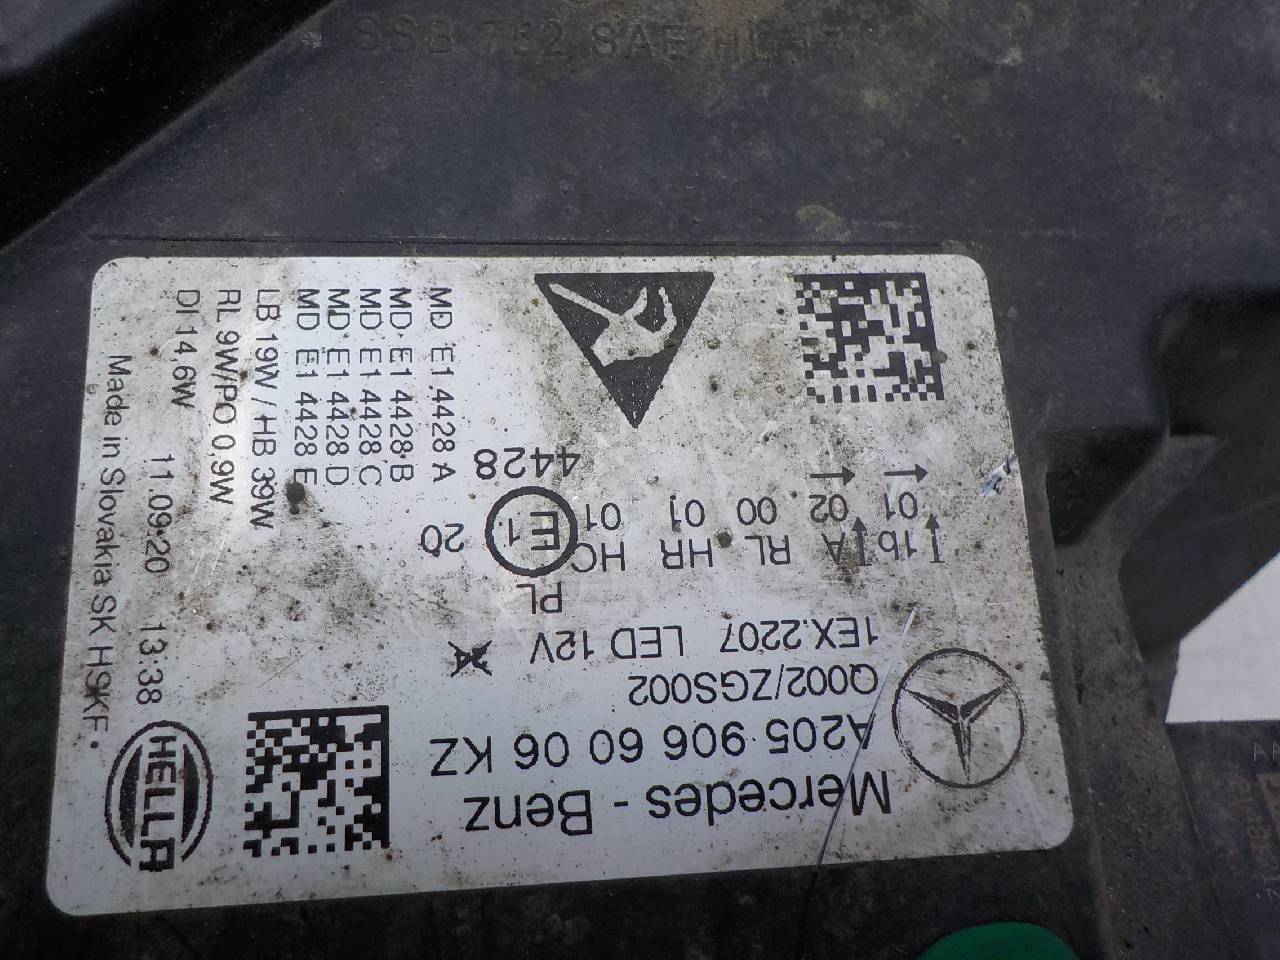 Mercedes - Benz
A205 906 60 06 KZ
Q002/ZGS002
1EX.2207 LED 12V
PL
1b A RL HR HC E1 20
01 02 00 01 01 4428
MD E1 4428 A
MD E1 4428 B
MD E1 4428 C
MD E1 4428 D
MD E1 4428 E
LB 19W / HB 39W
RL 9W/PO 0,9W
DI 14,6W
11.09.20 13:38
Made in Slovakia SK HSKF
HELLA
SSB 752 SAE